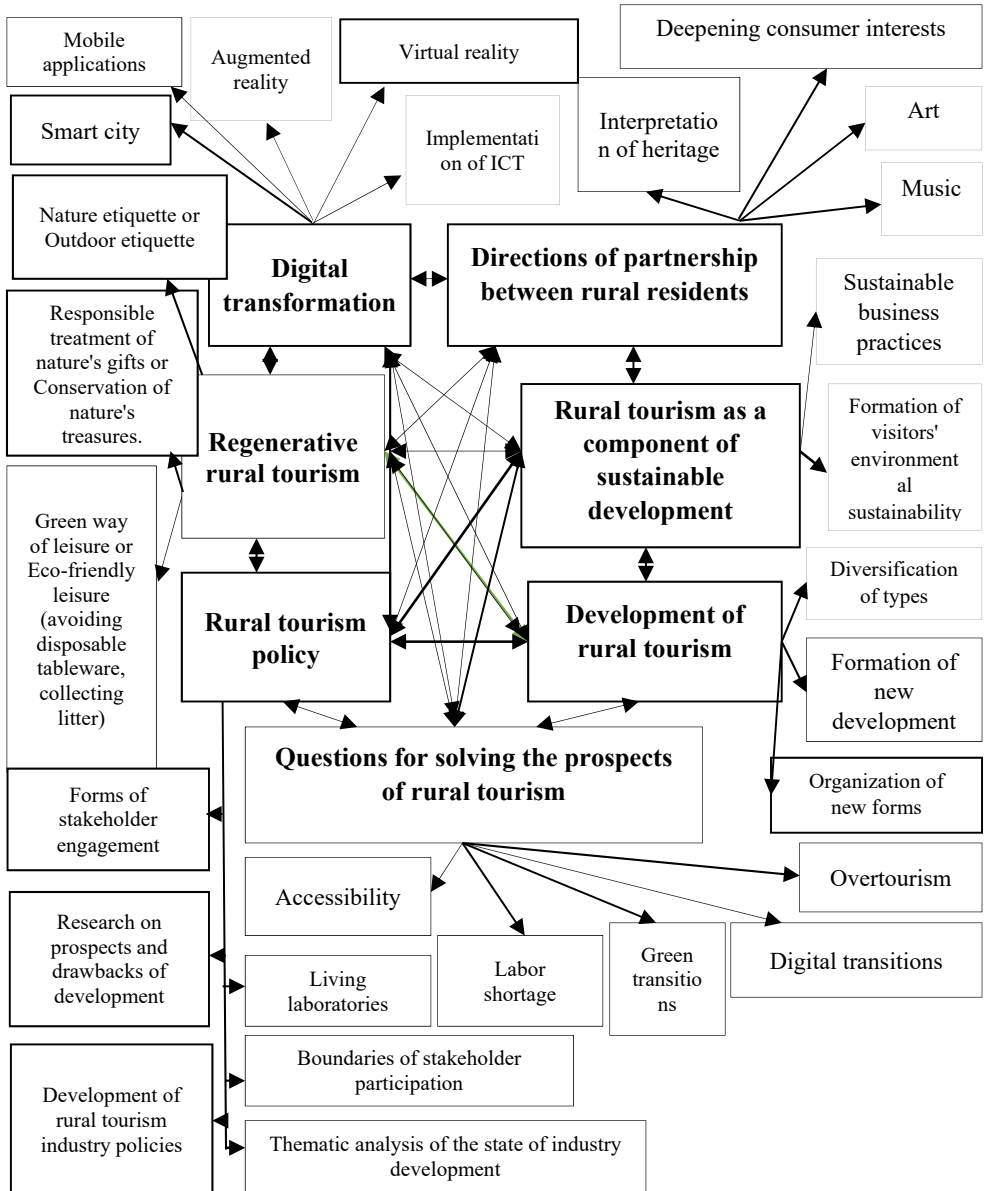 Mobile
applications
Augmented
reality
Virtual reality
Deepening consumer interests
Smart city
Implementati
on of ICT
Interpretatio
n of heritage
Art
Music
Nature etiquette or
Outdoor etiquette
Digital
transformation
Directions of partnership
between rural residents
Sustainable
business
practices
Responsible
treatment of
nature's gifts or
Conservation of
nature's
treasures.
Regenerative
rural tourism
Rural tourism as a
component of
sustainable
development
Formation of
visitors'
environment
al
sustainability
Green way
of leisure or
Eco-friendly
leisure
(avoiding
disposable
tableware,
collecting
litter)
Rural tourism
policy
Development of
rural tourism
Diversification
of types
Formation of
new
development
Questions for solving the prospects
of rural tourism
Organization of
new forms
Forms of
stakeholder
engagement
Accessibility
Overtourism
Research on
prospects and
drawbacks of
development
Living
laboratories
Labor
shortage
Green
transitio
ns
Digital transitions
Boundaries of stakeholder
participation
Development of
rural tourism
industry policies
Thematic analysis of the state of industry
development